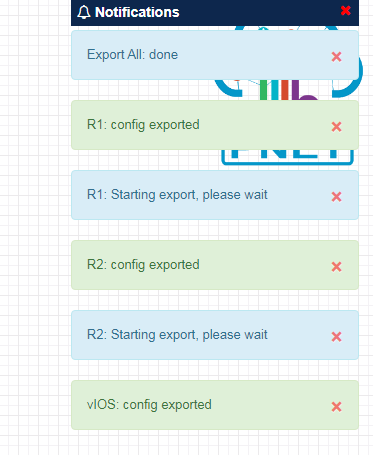 Notifications
Export All: done
R1: config exported
R1: Starting export, please wait
R2: config exported
R2: Starting export, please wait
vIOS: config exported